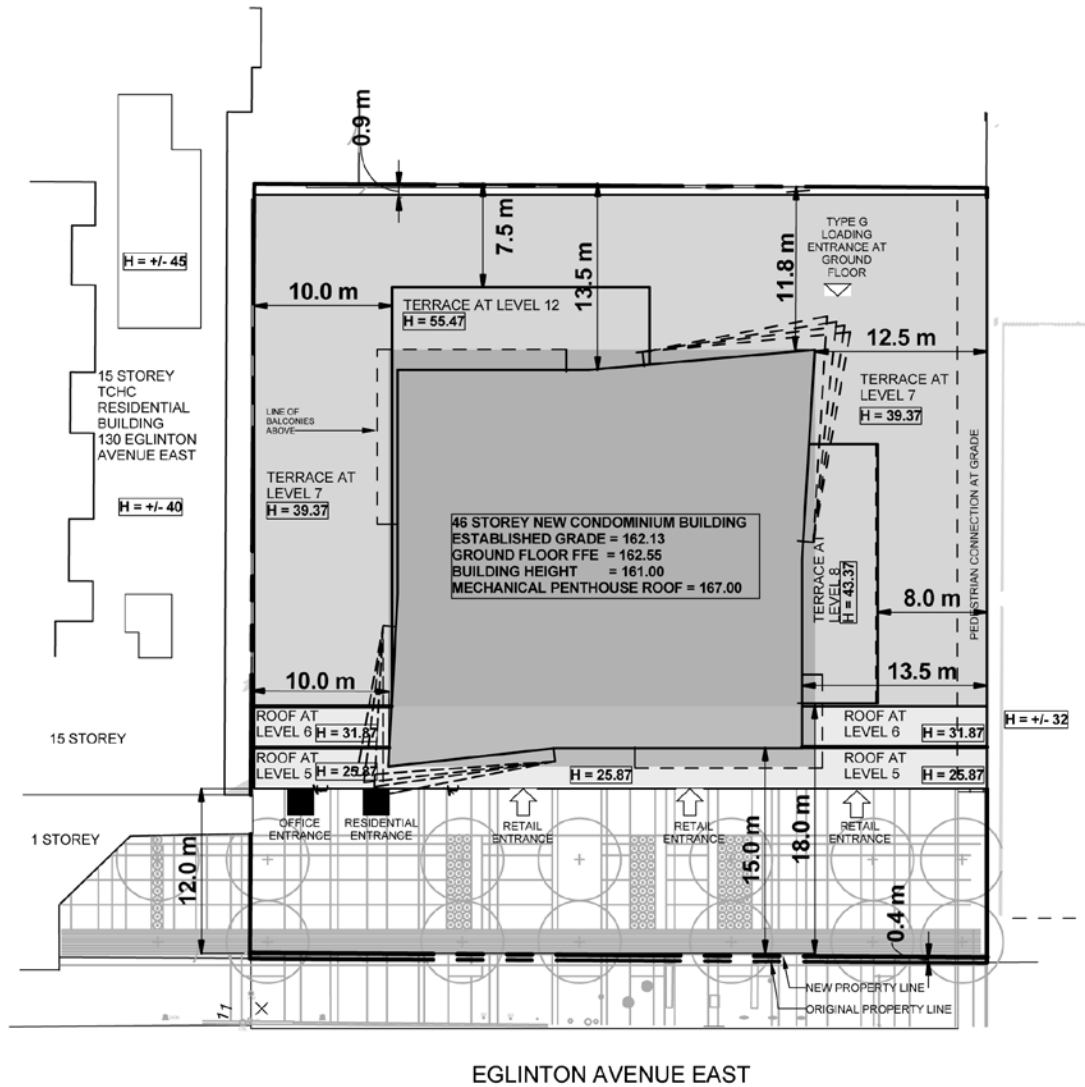 0.9 m
7.5 m
13.5 m
11.8 m
TYPE G
LOADING
ENTRANCE AT
GROUND
FLOOR
H = +/- 45
10.0 m
TERRACE AT LEVEL 12
H = 55.47
12.5 m
15 STOREY
TCHC
RESIDENTIAL
BUILDING
130 EGLINTON
AVENUE EAST
TERRACE AT
LEVEL 7
H = 39.37
LINE OF
BALCONIES
ABOVE
TERRACE AT
LEVEL 7
H = 39.37
H = +/- 40
PEDESTRIAN CONNECTION AT GRADE
46 STOREY NEW CONDOMINIUM BUILDING
ESTABLISHED GRADE = 162.13
GROUND FLOOR FFE = 162.55
BUILDING HEIGHT = 161.00
MECHANICAL PENTHOUSE ROOF = 167.00
TERRACE AT
LEVEL 8
H = 43.37
8.0 m
10.0 m
13.5 m
ROOF AT
LEVEL 6 H = 31.87
ROOF AT
LEVEL 6 H = 31.87
H = +/- 32
15 STOREY
ROOF AT
LEVEL 5 H = 25.87
H = 25.87
ROOF AT
LEVEL 5 H = 25.87
OFFICE
ENTRANCE
RESIDENTIAL
ENTRANCE
RETAIL
ENTRANCE
RETAIL
ENTRANCE
RETAIL
ENTRANCE
1 STOREY
12.0 m
15.0 m
18.0 m
0.4 m
NEW PROPERTY LINE
ORIGINAL PROPERTY LINE
11
EGLINTON AVENUE EAST